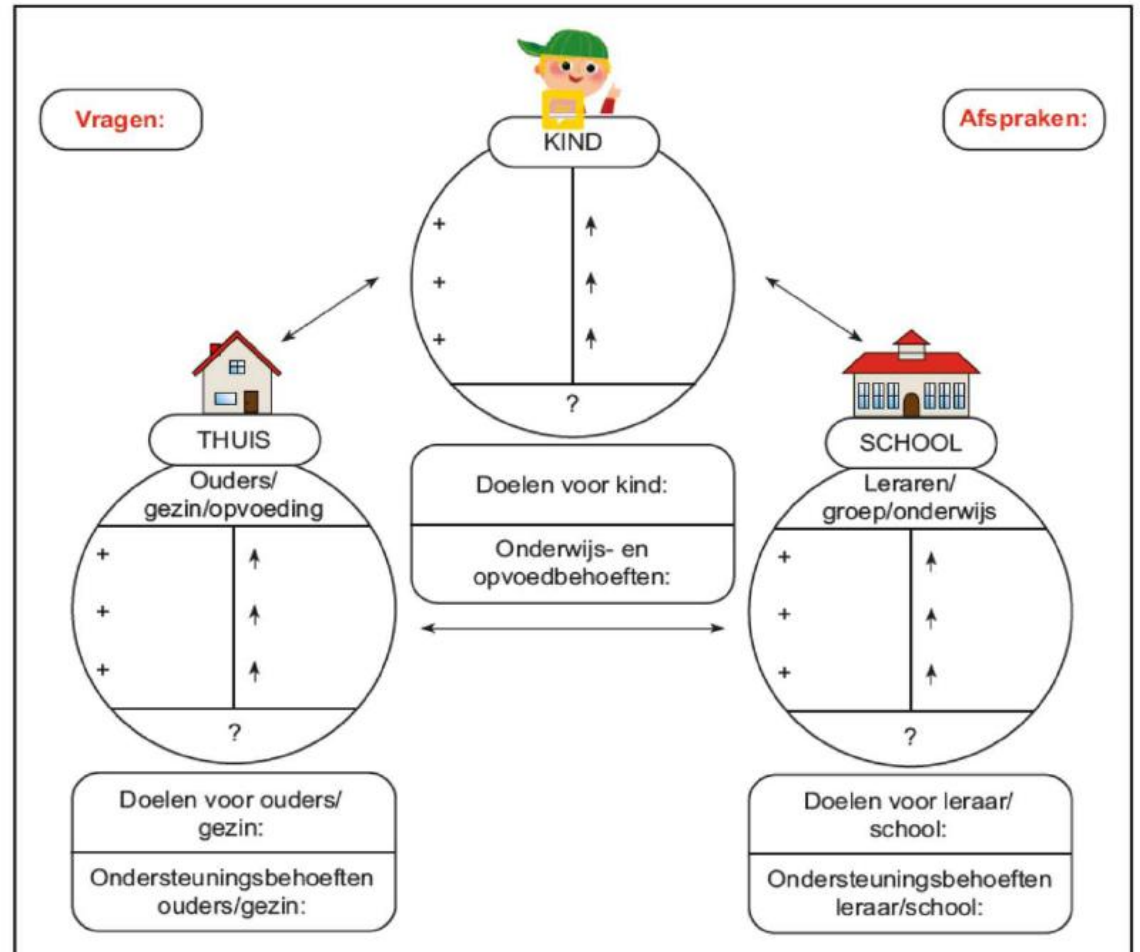 Vragen:
Afspraken:
KIND
+
+
+
?
THUIS
Ouders/
gezin/opvoeding
+
+
+
?
Doelen voor kind:
Onderwijs- en
opvoedbehoeften:
SCHOOL
Leraren/
groep/onderwijs
+
+
+
?
Doelen voor ouders/
gezin:
Ondersteuningsbehoeften
ouders/gezin:
Doelen voor leraar/
school:
Ondersteuningsbehoeften
leraar/school: